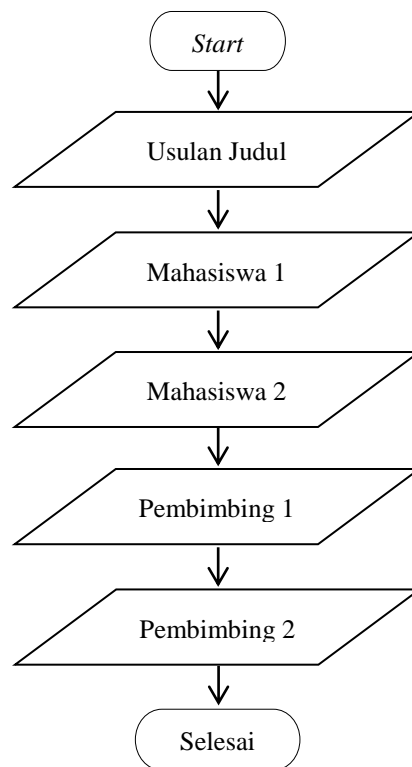 Start
Usulan Judul
Mahasiswa 1
Mahasiswa 2
Pembimbing 1
Pembimbing 2
Selesai